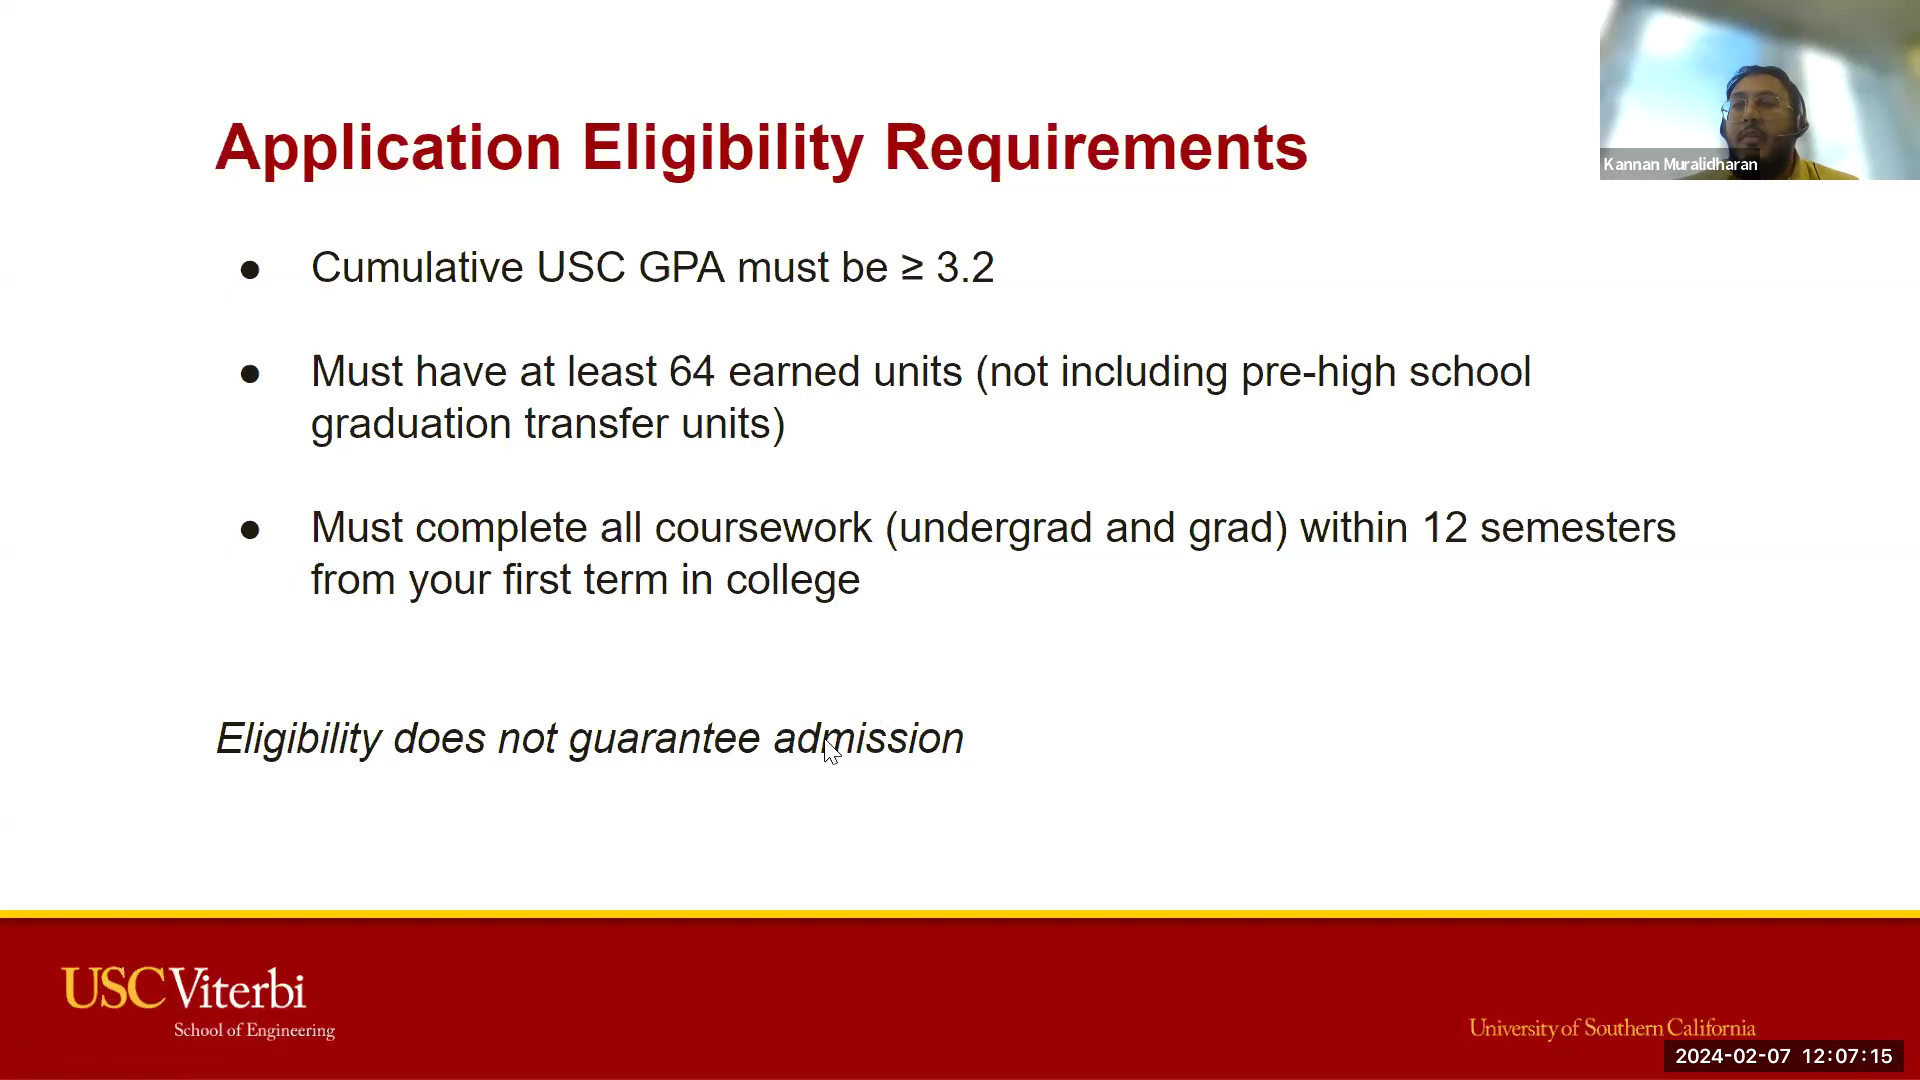 Application Eligibility Requirements
Kannan Muralidharan
● Cumulative USC GPA must be ≥ 3.2
● Must have at least 64 earned units (not including pre-high school
graduation transfer units)
● Must complete all coursework (undergrad and grad) within 12 semesters
from your first term in college
Eligibility does not guarantee admission
USC Viterbi
School of Engineering
University of Southern California
2024-02-07 12:07:15